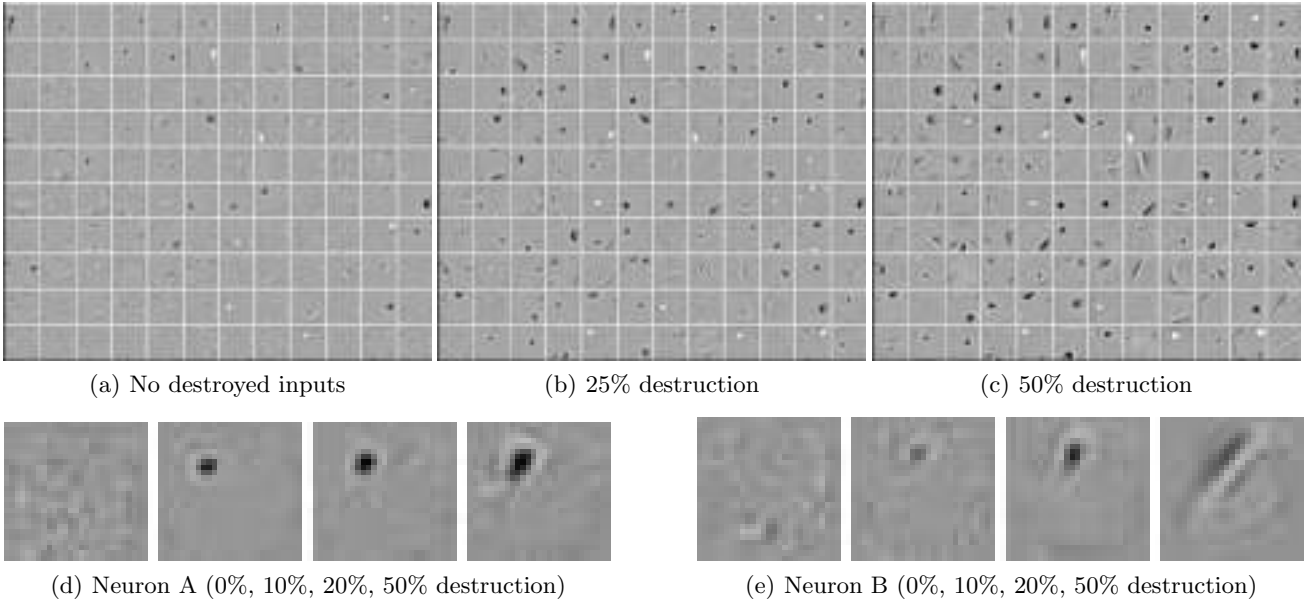 (a) No destroyed inputs
(b) 25% destruction
(c) 50% destruction
(d) Neuron A (0%, 10%, 20%, 50% destruction)
(e) Neuron B (0%, 10%, 20%, 50% destruction)